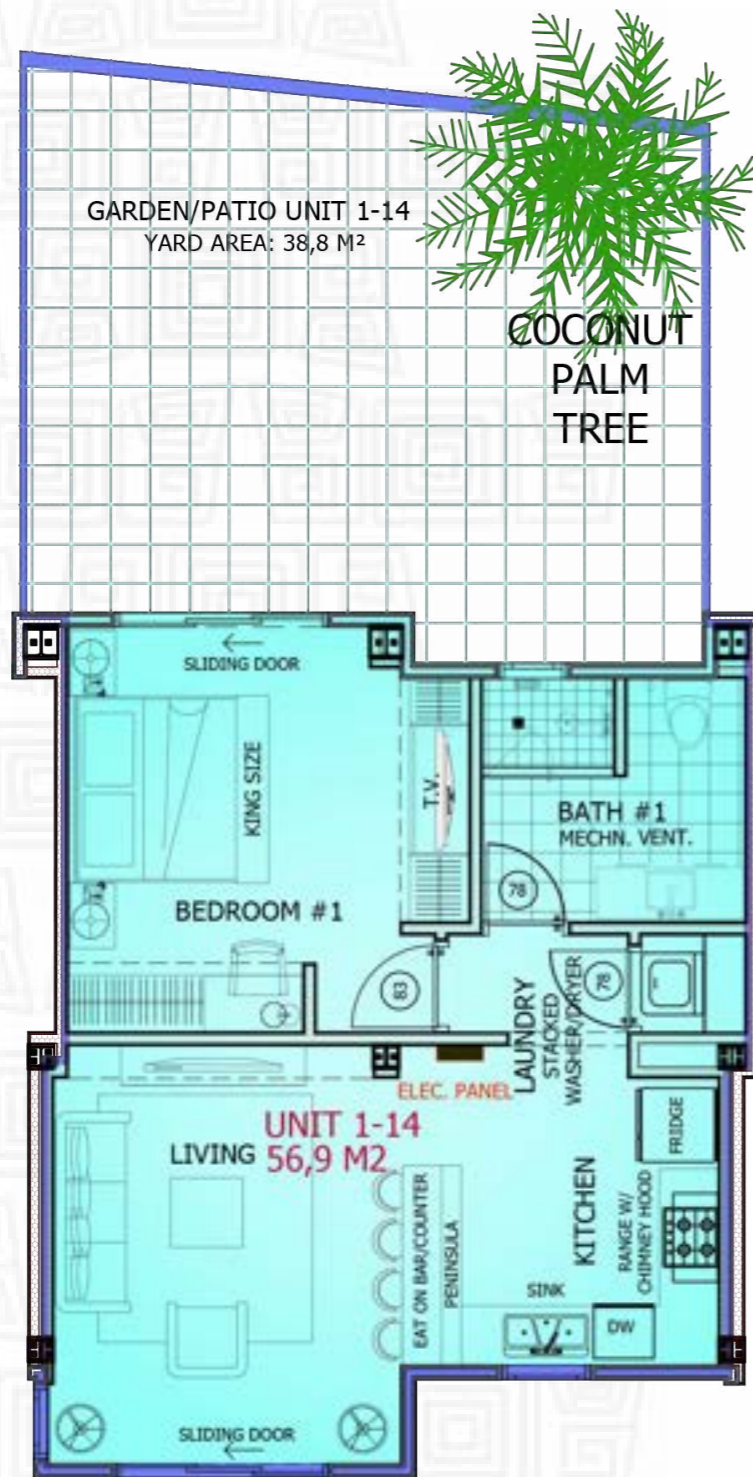 GARDEN/PATIO UNIT 1-14
YARD AREA: 38,8 M²
COCONUT
PALM
TREE
SLIDING DOOR
KING SIZE
T.V.
BATH #1
MECHN. VENT.
78
BEDROOM #1
83
78
LAUNDRY
STACKED
WASHER/DRYER
ELEC. PANEL
UNIT 1-14
56,9 M2
LIVING
FRIDGE
KITCHEN
RANGE W/
CHIMNEY HOOD
EAT ON BAR/COUNTER
PENINSULA
SINK
DW
SLIDING DOOR